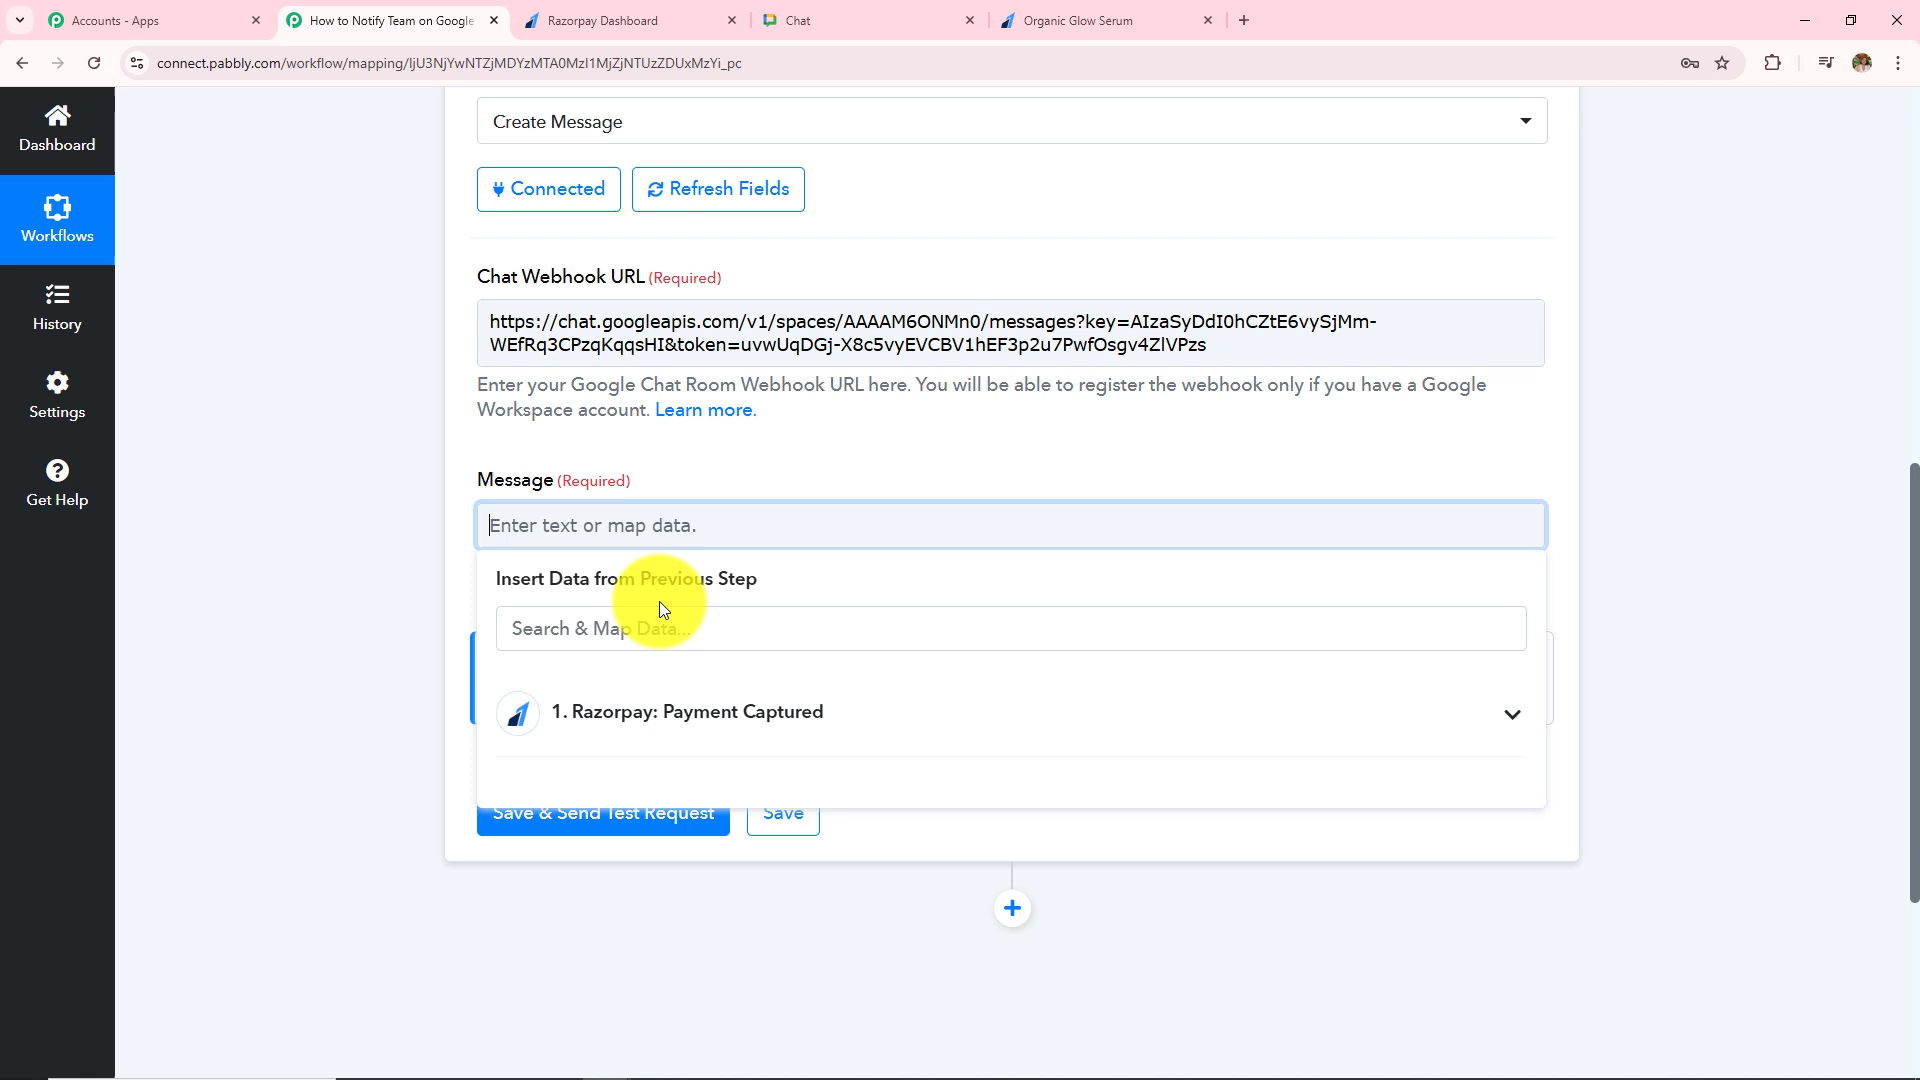 Accounts - Apps
How to Notify Team on Google
Razorpay Dashboard
Chat
Organic Glow Serum
connect.pabbly.com/workflow/mapping/IjU3NjYwNTZjMDYzMTA0MzI1MjZjNTUzZDUxMzYi_pc
Dashboard
Workflows
History
Settings
Get Help
Create Message
Connected
Refresh Fields
Chat Webhook URL (Required)
https://chat.googleapis.com/v1/spaces/AAAAM6ONMn0/messages?key=AIzaSyDdI0hCZtE6vySjMm-
WEfRq3CPzqKqqsHI&token=uvwUqDGj-X8c5vyEVCBV1hEF3p2u7PwfOsgv4ZlVPzs
Enter your Google Chat Room Webhook URL here. You will be able to register the webhook only if you have a Google
Workspace account. Learn more.
Message (Required)
Enter text or map data.
Insert Data from Previous Step
Search & Map Data...
1. Razorpay: Payment Captured
Save & Send Test Request
Save